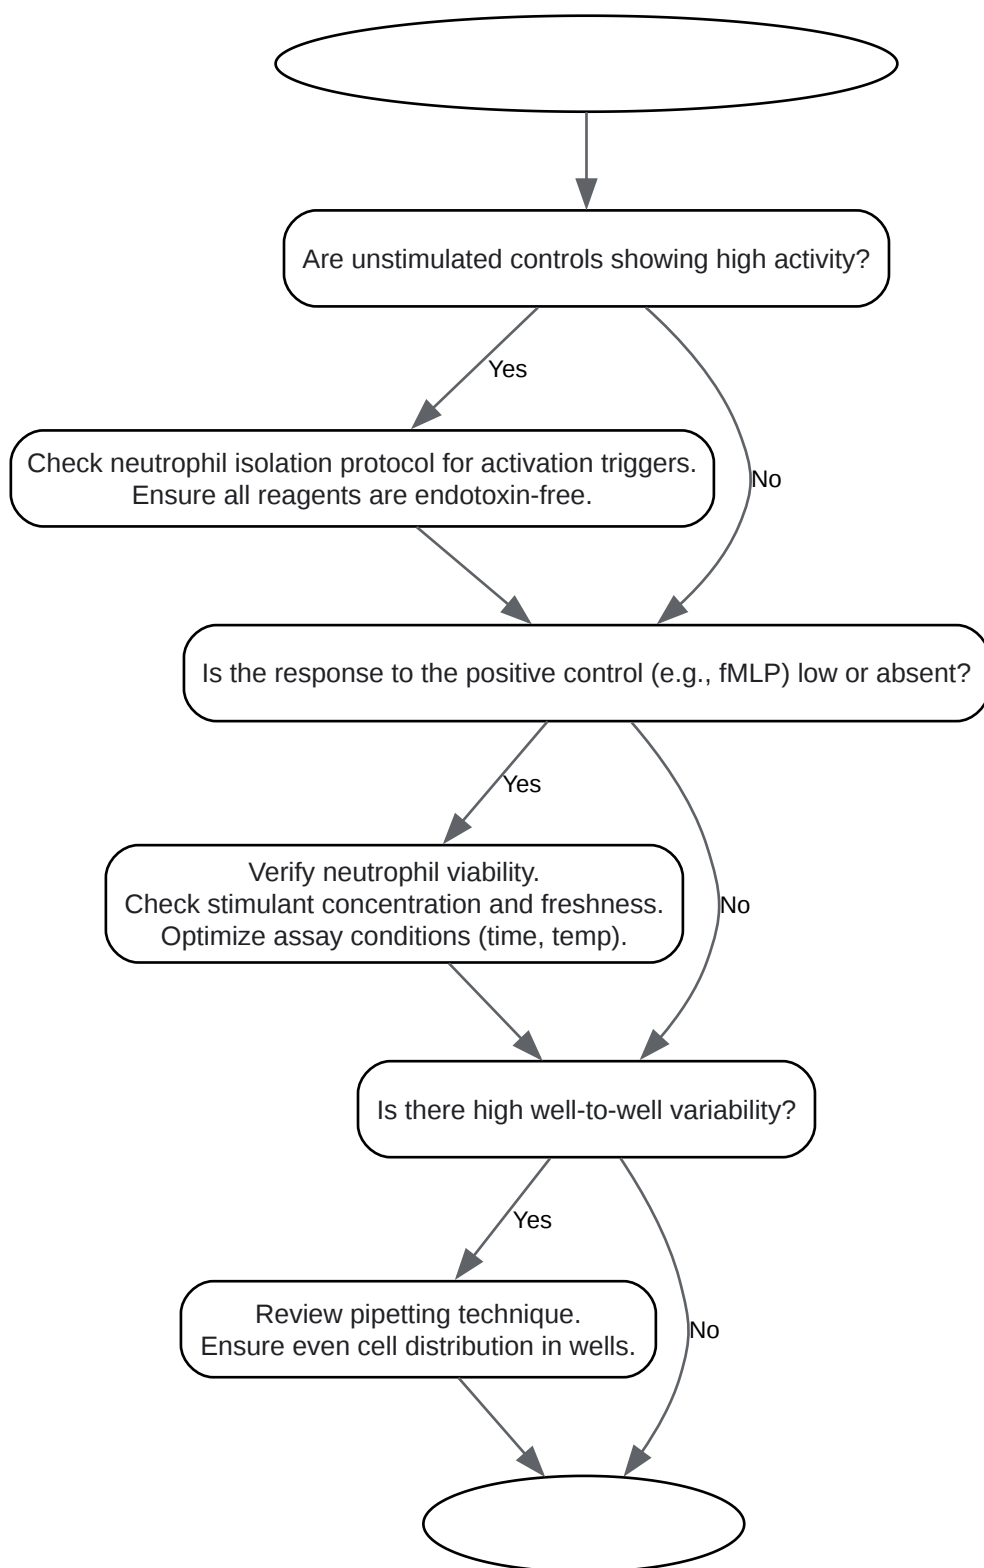 Are unstimulated controls showing high activity?
Yes
Check neutrophil isolation protocol for activation triggers.
Ensure all reagents are endotoxin-free.
No
Is the response to the positive control (e.g., fMLP) low or absent?
Yes
Verify neutrophil viability.
Check stimulant concentration and freshness.
Optimize assay conditions (time, temp).
No
Is there high well-to-well variability?
Yes
Review pipetting technique.
Ensure even cell distribution in wells.
No